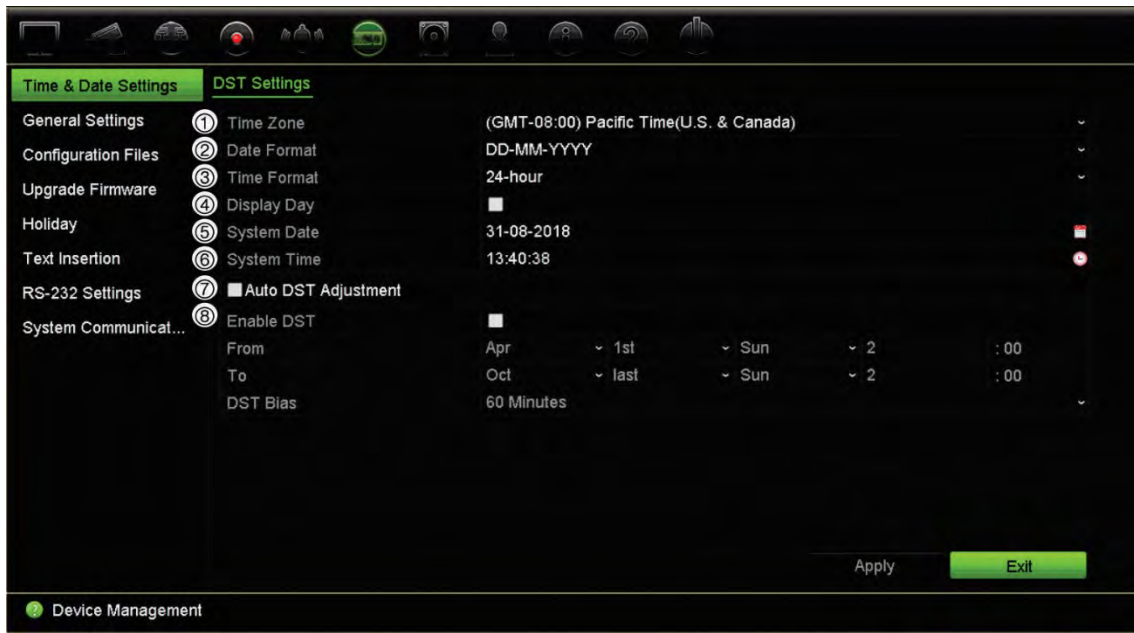 Time & Date Settings DST Settings
General Settings ① Time Zone (GMT-08:00) Pacific Time(U.S. & Canada)
Configuration Files ② Date Format DD-MM-YYYY
Upgrade Firmware ③ Time Format 24-hour
④ Display Day
Holiday ⑤ System Date 31-08-2018
Text Insertion ⑥ System Time 13:40:38
RS-232 Settings ⑦ Auto DST Adjustment
System Communicat... ⑧ Enable DST
From Apr 1st Sun 2 : 00
To Oct last Sun 2 : 00
DST Bias 60 Minutes
Apply Exit
? Device Management